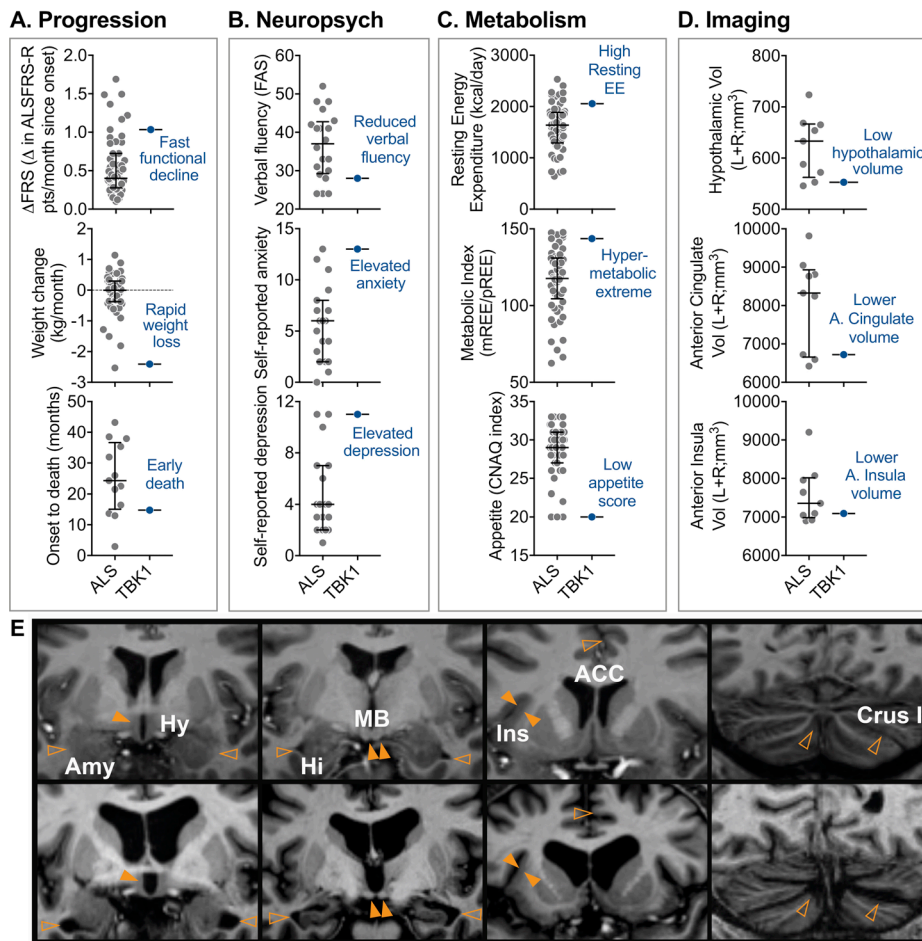 A. Progression
ΔFRS (Δ in ALSFRS-R
pts/month since onset)
2.0
1.5
1.0
0.5
0.0
Fast
functional
decline
Weight change
(kg/month)
2
1
0
-1
-2
-3
Rapid
weight
loss
Onset to death (months)
60
40
20
0
Early
death
ALS
TBK1
B. Neuropsych
Verbal fluency (FAS)
60
50
40
30
20
Reduced
verbal
fluency
Self-reported anxiety
15
10
5
0
Elevated
anxiety
Self-reported depression
12
8
4
0
Elevated
depression
ALS
TBK1
C. Metabolism
Resting Energy
Expenditure (kcal/day)
3000
2000
1000
0
High
Resting
EE
Metabolic Index
(mREE/pREE)
150
100
50
Hyper-
metabolic
extreme
Appetite (CNAQ index)
35
30
25
20
15
Low
appetite
score
ALS
TBK1
D. Imaging
Hypothalamic Vol
(L+R;mm³)
800
700
600
500
Low
hypothalamic
volume
Anterior Cingulate
Vol (L+R;mm³)
10000
9000
8000
7000
6000
Lower
A. Cingulate
volume
Anterior Insula
Vol (L+R;mm³)
10000
9000
8000
7000
6000
Lower
A. Insula
volume
ALS
TBK1
E
Hy
Amy
MB
Hi
ACC
Ins
Crus I